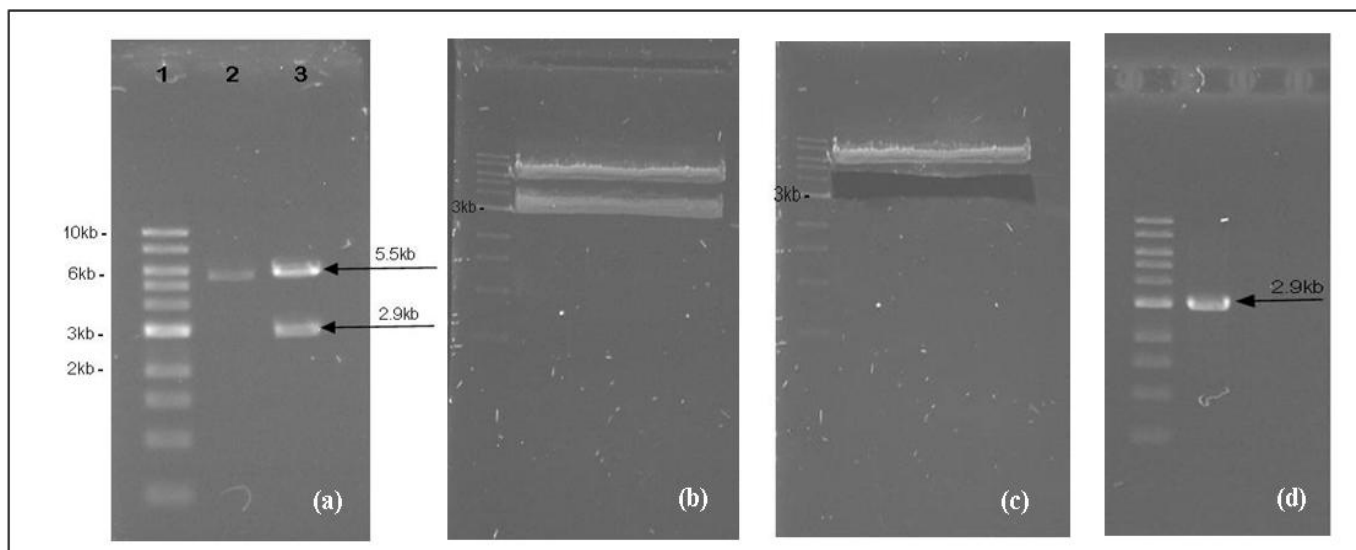 1 2 3
10kb -
6kb -
3kb -
2kb -
5.5kb
2.9kb
(a)
3kb -
(b)
3kb -
(c)
2.9kb
(d)